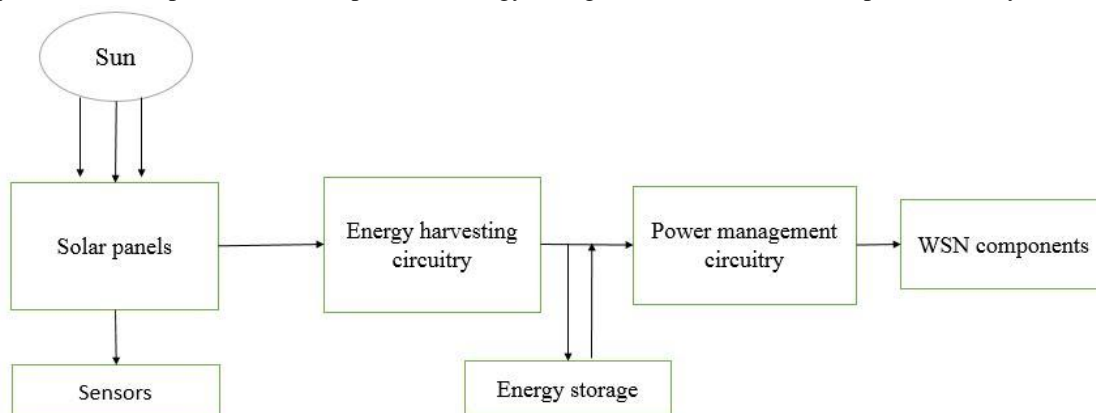 Sun
Solar panels
Energy harvesting
circuitry
Power management
circuitry
WSN components
Sensors
Energy storage